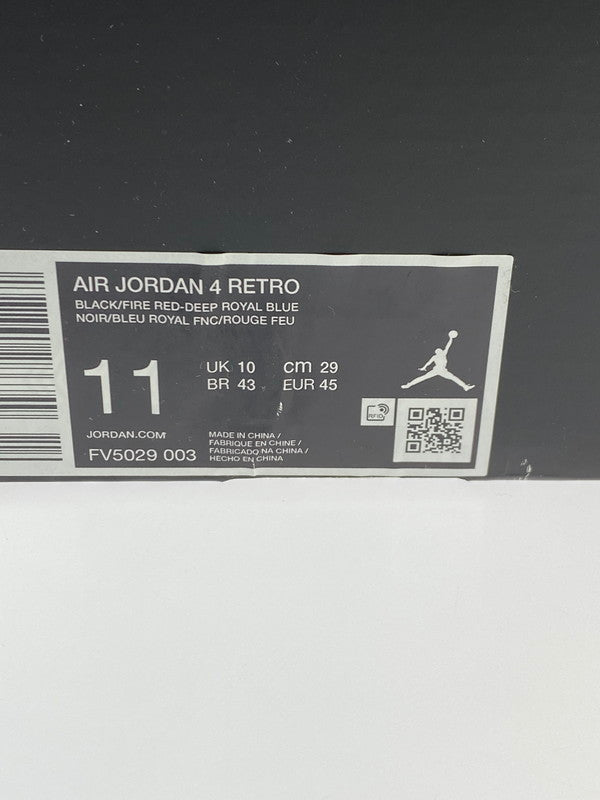 AIR JORDAN 4 RETRO
BLACK/FIRE RED-DEEP ROYAL BLUE
NOIR/BLEU ROYAL FNC/ROUGE FEU
11
UK 10 cm 29
BR 43 EUR 45
RFID
JORDAN.COM
FV5029 003
MADE IN CHINA /
FABRIQUE EN CHINE /
FABRICADO NA CHINA /
HECHO EN CHINA